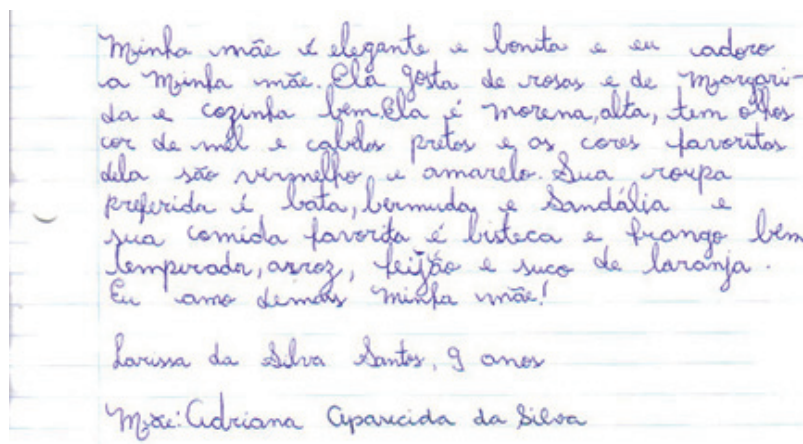 Minha mãe é elegante e bonita e eu adoro
a Minha mãe. Ela gosta de rosas e de Margari-
da e cozinha bem. Ela é morena, alta, tem olhos
cor de mel e cabelos pretos e as cores favoritas
dela são vermelho e amarelo. Sua roupa
preferida é bata, bermuda, e Sandália e
sua comida favorita é bisteca e frango bem
temperador, arroz, feijão e suco de laranja.
Eu amo demais Minha mãe!
Larissa da Silva Santos, 9 anos
Mãe: Adriana Aparecida da Silva